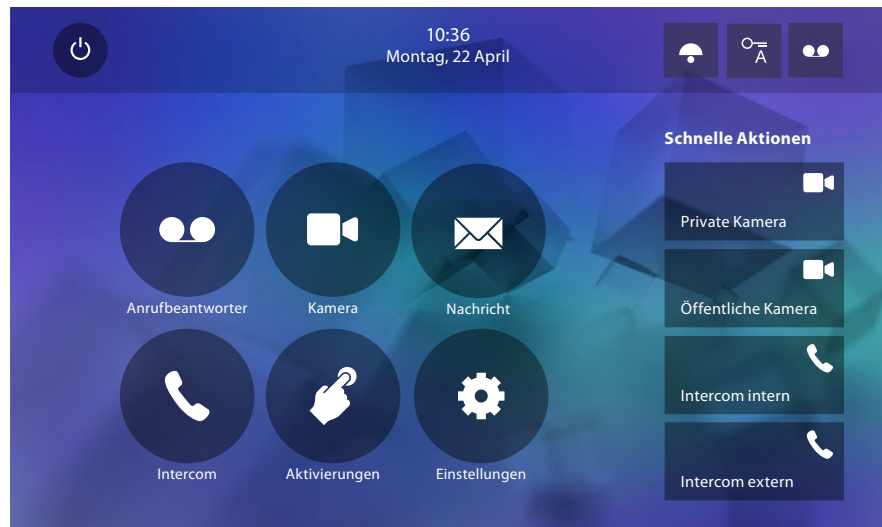 10:36
Montag, 22 April
A
Schnelle Aktionen
Private Kamera
Öffentliche Kamera
Intercom intern
Intercom extern
Anrufbeantworter
Kamera
Nachricht
Intercom
Aktivierungen
Einstellungen